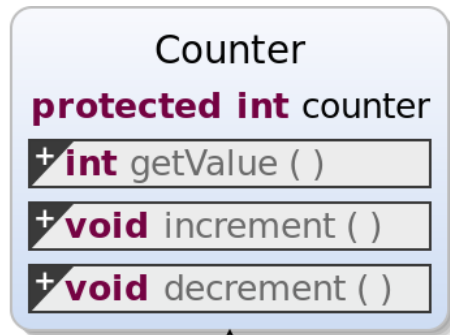 Counter
protected int counter
+ int getValue ( )
+ void increment ( )
+ void decrement ( )